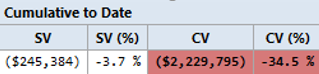 Cumulative to Date
SV SV (%) CV CV (%)
($245,384) -3.7 % ($2,229,795) -34.5 %